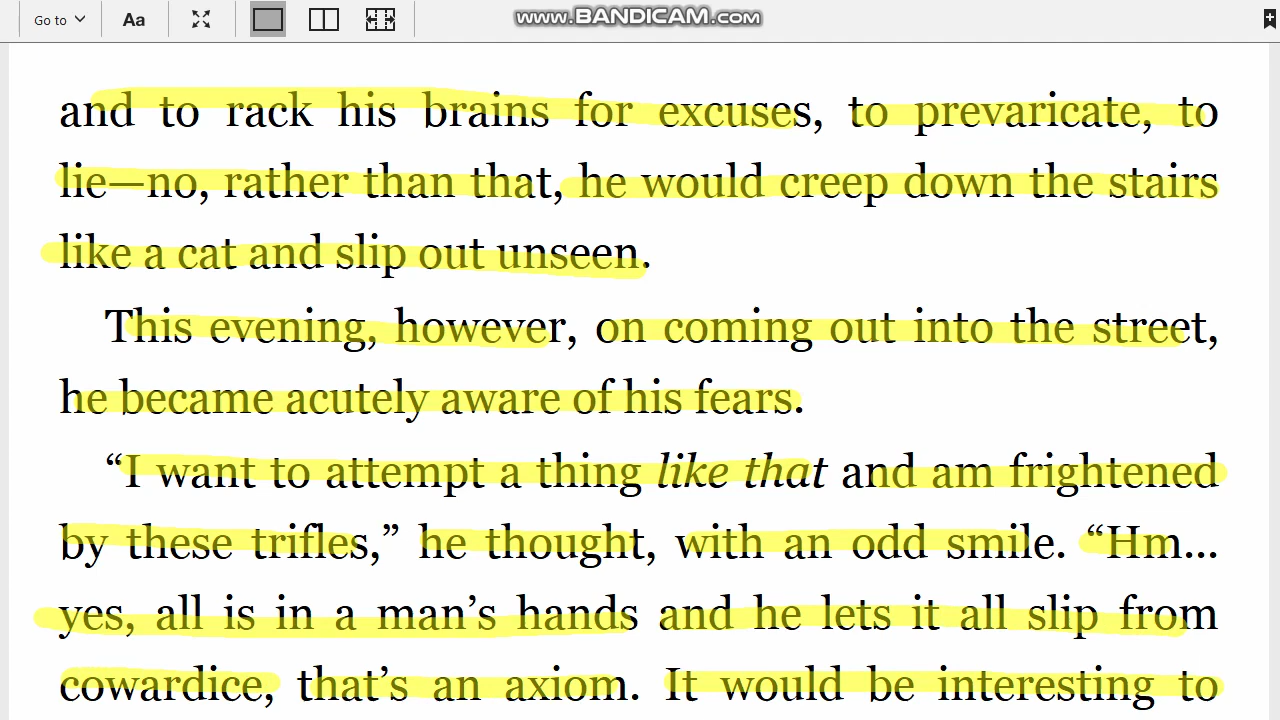 Go to Aa www.BANDICAM.com
and to rack his brains for excuses, to prevaricate, to
lie—no, rather than that, he would creep down the stairs
like a cat and slip out unseen.
This evening, however, on coming out into the street,
he became acutely aware of his fears.
“I want to attempt a thing like that and am frightened
by these trifles,” he thought, with an odd smile. “Hm...
yes, all is in a man’s hands and he lets it all slip from
cowardice, that’s an axiom. It would be interesting to